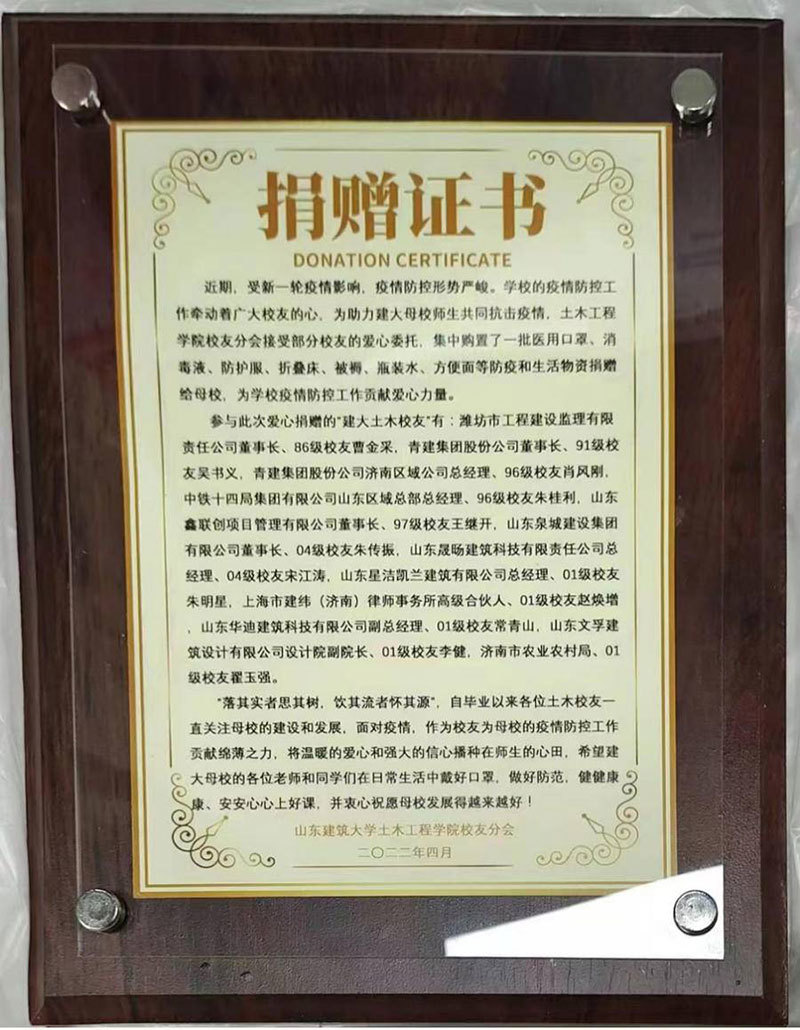 捐赠证书
DONATION CERTIFICATE
近期，受新一轮疫情影响，疫情防控形势严峻。学校的疫情防控工
作牵动着广大校友的心，为助力建大母校师生共同抗击疫情，土木工程
学院校友分会接受部分校友的爱心委托，集中购置了一批医用口罩、消
毒液、防护服、折叠床、被褥、瓶装水、方便面等防疫和生活物资捐赠
给母校，为学校疫情防控工作贡献爱心力量。
参与此次爱心捐赠的“建大土木校友”有：潍坊市工程建设监理有限
责任公司董事长、86级校友曹金采，青建集团股份公司董事长、91级校
友吴书义，青建集团股份公司济南区域公司总经理、96级校友肖风刚，
中铁十四局集团有限公司山东区域总部总经理、96级校友朱桂利，山东
鑫联创项目管理有限公司董事长、97级校友王继开，山东泉城建设集团
有限公司董事长、04级校友朱传振，山东晟旸建筑科技有限责任公司总
经理、04级校友宋江涛，山东星洁凯兰建筑有限公司总经理、01级校友
朱明星，上海市建纬（济南）律师事务所高级合伙人、01级校友赵焕增
，山东华迪建筑科技有限公司副总经理、01级校友常青山，山东文孚建
筑设计有限公司设计院副院长、01级校友李健，济南市农业农村局、01
级校友翟玉强。
“落其实者思其树，饮其流者怀其源”，自毕业以来各位土木校友一
直关注母校的建设和发展，面对疫情，作为校友为母校的疫情防控工作
贡献绵薄之力，将温暖的爱心和强大的信心播种在师生的心田，希望建
大母校的各位老师和同学们在日常生活中戴好口罩，做好防范，健健康
康、安安心心上好课，并衷心祝愿母校发展得越来越好！
山东建筑大学土木工程学院校友分会
二〇二二年四月